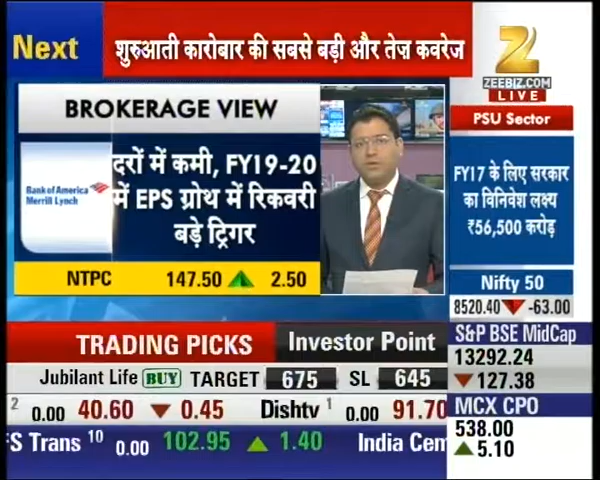 Next
शुरुआती कारोबार की सबसे बड़ी और तेज़ कवरेज
Z
ZEEBIZ.COM
LIVE
BROKERAGE VIEW
Bank of America
Merrill Lynch
दरों में कमी, FY19-20
में EPS ग्रोथ में रिकवरी
बड़े ट्रिगर
NTPC 147.50 2.50
PSU Sector
FY17 के लिए सरकार
का विनिवेश लक्ष्य
₹56,500 करोड़
Nifty 50
8520.40 -63.00
S&P BSE MidCap
13292.24
127.38
MCX CPO
538.00
5.10
TRADING PICKS
Investor Point
Jubilant Life BUY TARGET 675 SL 645
2 0.00 40.60 0.45 Dishtv 1 0.00 91.70
FS Trans 10 0.00 102.95 1.40 India Cem